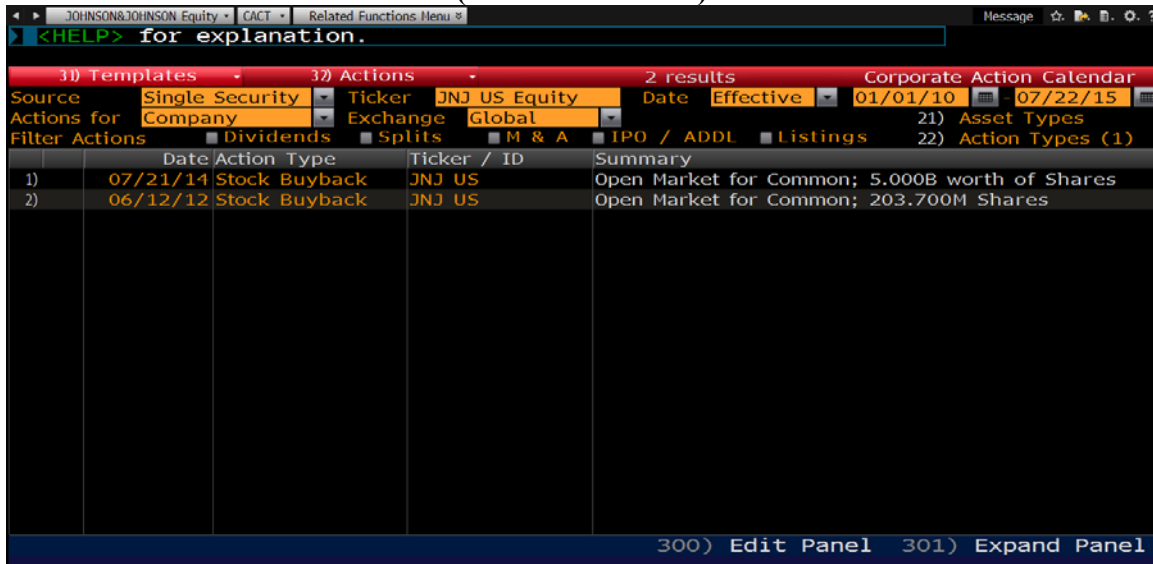 JOHNSON&JOHNSON Equity CACT Related Functions Menu Message
<HELP> for explanation.
31) Templates 32) Actions 2 results Corporate Action Calendar
Source Single Security Ticker JNJ US Equity Date Effective 01/01/10 - 07/22/15
Actions for Company Exchange Global 21) Asset Types
Filter Actions Dividends Splits M & A IPO / ADDL Listings 22) Action Types (1)
Date Action Type Ticker / ID Summary
1) 07/21/14 Stock Buyback JNJ US Open Market for Common; 5.000B worth of Shares
2) 06/12/12 Stock Buyback JNJ US Open Market for Common; 203.700M Shares
300) Edit Panel 301) Expand Panel